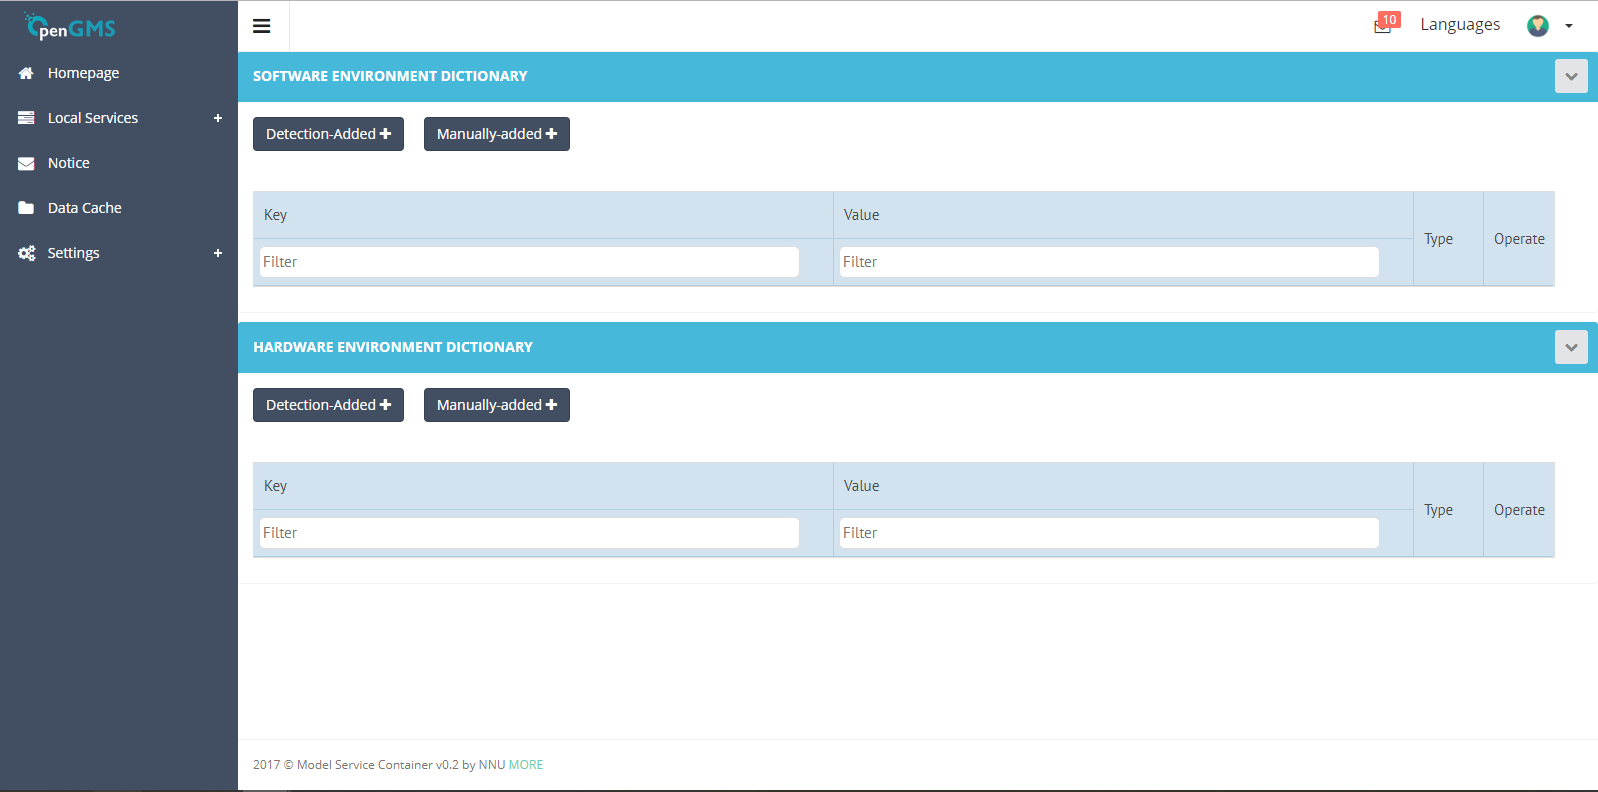 OpenGMS
10
Languages
Homepage
Local Services
Notice
Data Cache
Settings
SOFTWARE ENVIRONMENT DICTIONARY
Detection-Added Manually-added
Key Value Type Operate
Filter Filter
HARDWARE ENVIRONMENT DICTIONARY
Detection-Added Manually-added
Key Value Type Operate
Filter Filter
2017 © Model Service Container v0.2 by NNU MORE